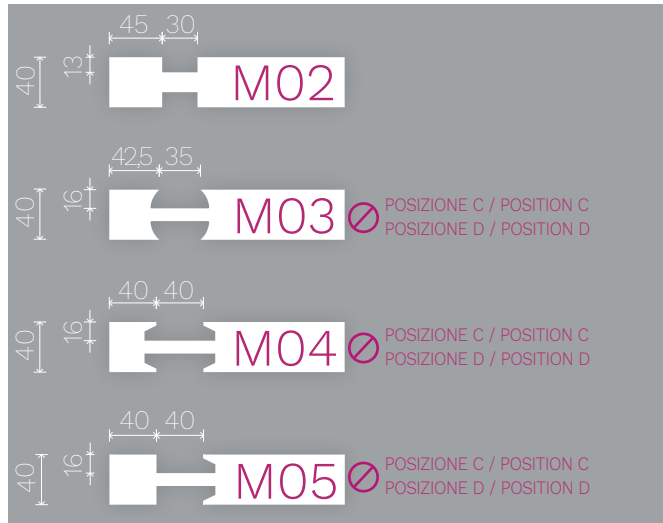 45 30
40
13
M02
42,5 35
40
16
M03
POSIZIONE C / POSITION C
POSIZIONE D / POSITION D
40 40
40
16
M04
POSIZIONE C / POSITION C
POSIZIONE D / POSITION D
40 40
40
16
M05
POSIZIONE C / POSITION C
POSIZIONE D / POSITION D